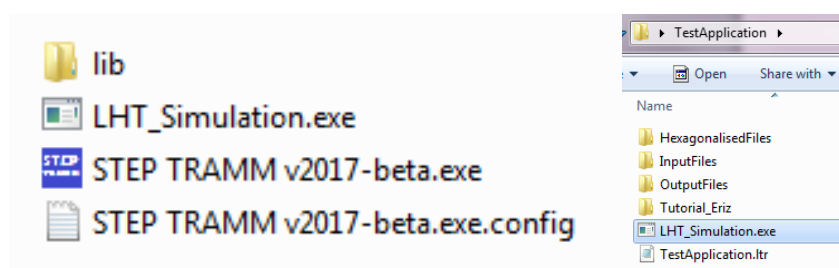 lib
LHT_Simulation.exe
STEP TRAMM v2017-beta.exe
STEP TRAMM v2017-beta.exe.config
TestApplication
Open Share with
Name
HexagonalisedFiles
InputFiles
OutputFiles
Tutorial_Eriz
LHT_Simulation.exe
TestApplication.ltr